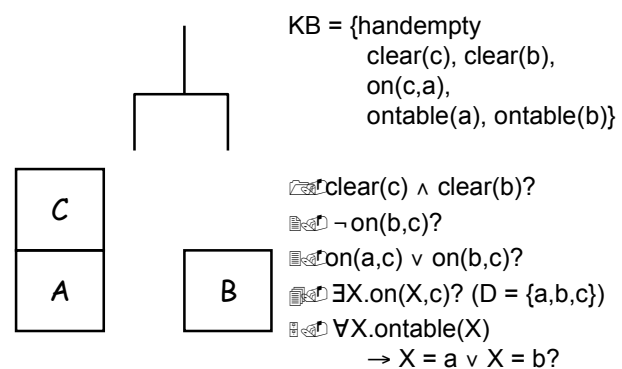 KB = {handempty
clear(c), clear(b),
on(c,a),
ontable(a), ontable(b)}
C
A
B
clear(c) ∧ clear(b)?
¬on(b,c)?
on(a,c) ∨ on(b,c)?
∃X.on(X,c)? (D = {a,b,c})
∀X.ontable(X)
→ X = a ∨ X = b?